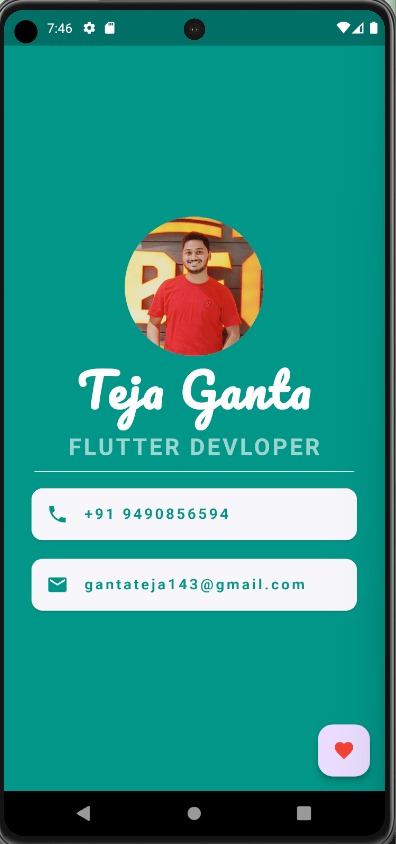 7:46
Teja Ganta
FLUTTER DEVLOPER
+91 9490856594
gantateja143@gmail.com